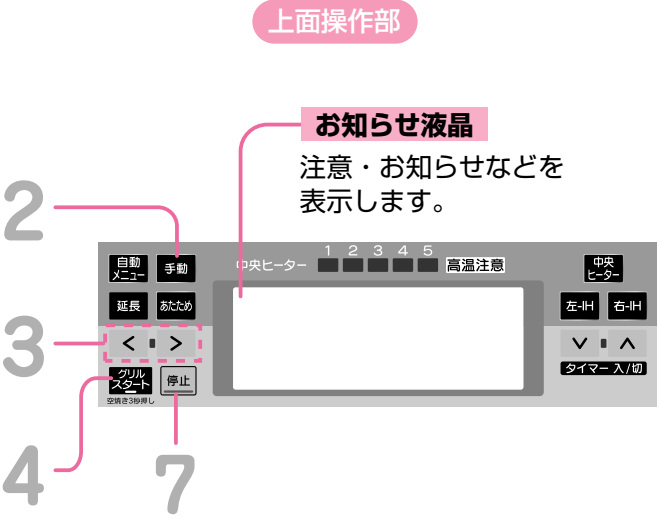 上面操作部
お知らせ液晶
注意・お知らせなどを
表示します。
2
自動
メニュー
手動
中央ヒーター
1 2 3 4 5
高温注意
中央
ヒーター
延長
あたため
左-IH
右-IH
3
< >
∨ ∧
グリル
スタート
停止
タイマー 入/切
空焼き3秒押し
4
7